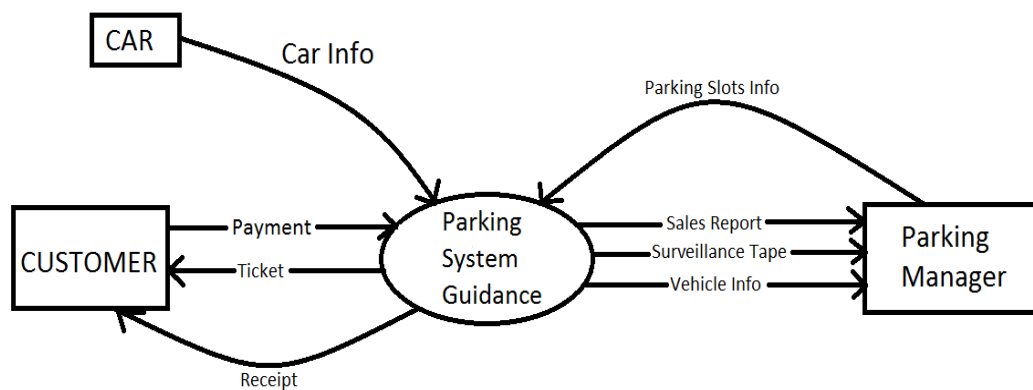 CAR
Car Info
Parking Slots Info
CUSTOMER
Payment
Ticket
Receipt
Parking
System
Guidance
Sales Report
Surveillance Tape
Vehicle Info
Parking
Manager